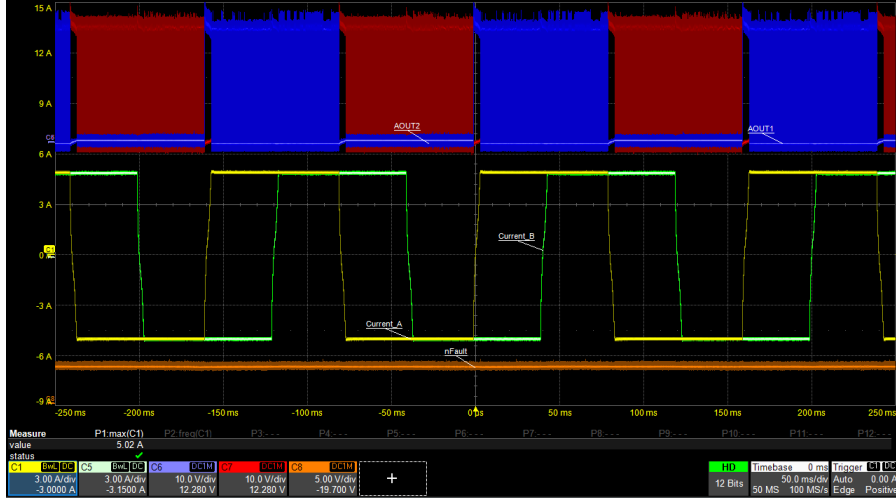 15 A
12 A
9 A
C8
AOUT2
AOUT1
6 A
3 A
Current_B
C1
0 A
-3 A
Current_A
nFault
-6 A
-9 A
-250 ms -200 ms -150 ms -100 ms -50 ms 0 µs 50 ms 100 ms 150 ms 200 ms 250 ms
Measure P1:max(C1) P2:freq(C1) P3:--- P4:--- P5:--- P6:--- P7:--- P8:--- P9:--- P10:--- P11:--- P12:---
value 5.02 A
status
C1 BwL DC C5 BwL DC C6 DC1M C7 DC1M C8 DC1M HD Timebase 0 ms Trigger C1 DC
3.00 A/div 3.00 A/div 10.0 V/div 10.0 V/div 5.00 V/div + 12 Bits 50.0 ms/div Auto 0.00 A
-3.0000 A -3.1500 A 12.280 V 12.280 V -19.700 V 50 MS 100 MS/s Edge Positive